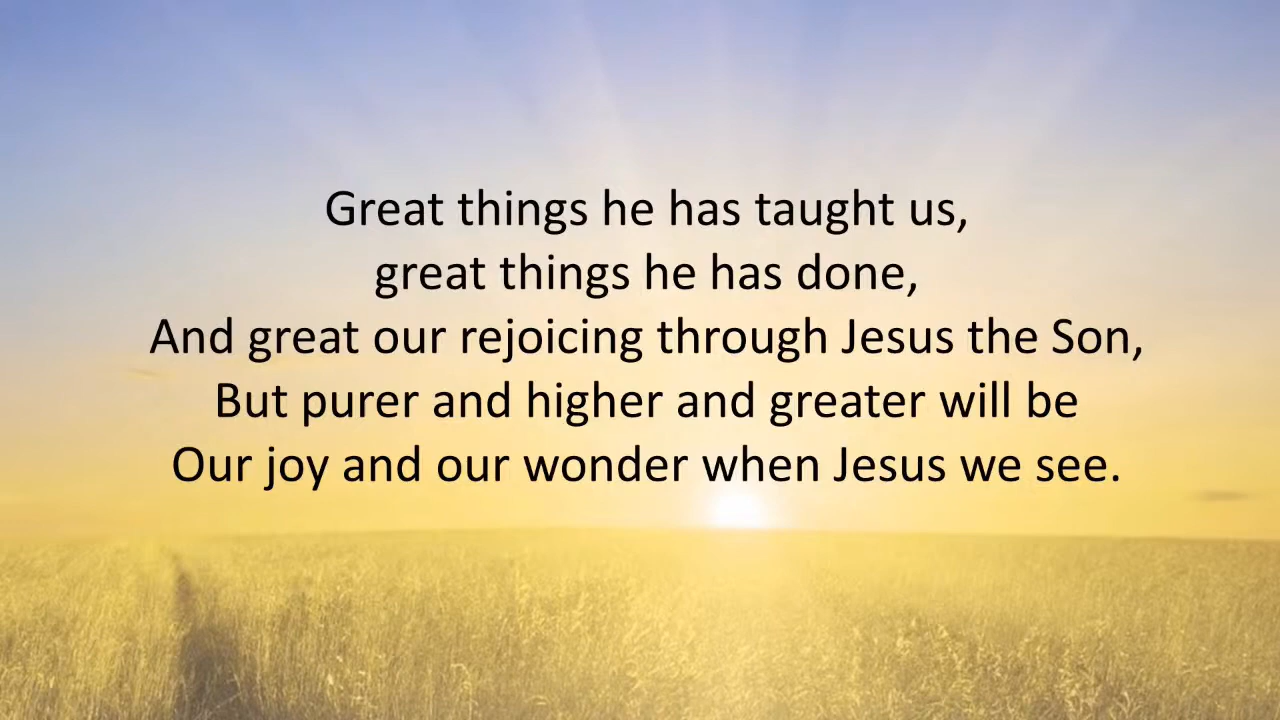 Great things he has taught us,
great things he has done,
And great our rejoicing through Jesus the Son,
But purer and higher and greater will be
Our joy and our wonder when Jesus we see.